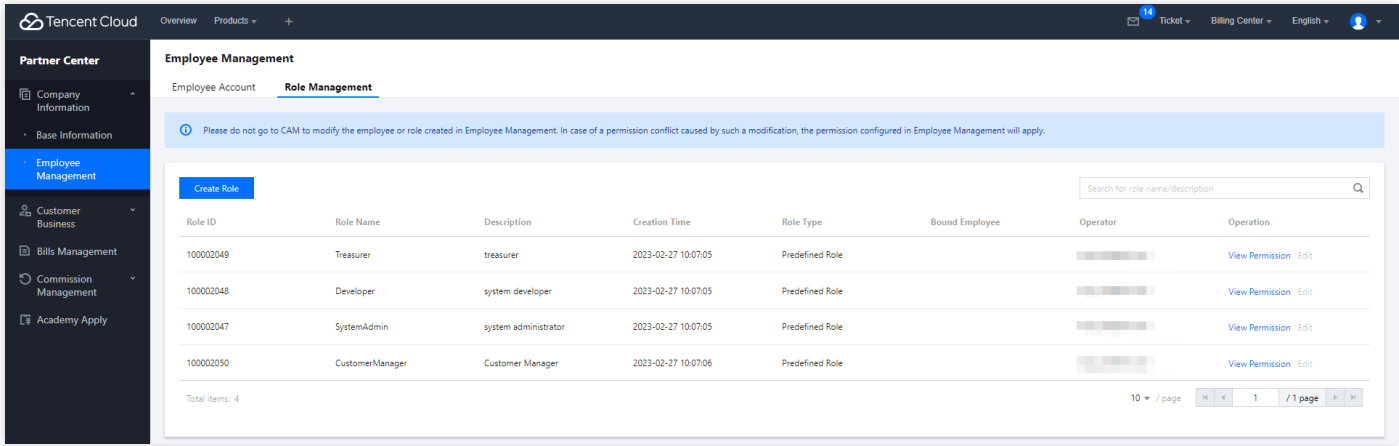 Tencent Cloud Overview Products + 14 Ticket Billing Center English
Partner Center
Company
Information
· Base Information
· Employee
Management
Customer
Business
Bills Management
Commission
Management
Academy Apply
Employee Management
Employee Account Role Management
Please do not go to CAM to modify the employee or role created in Employee Management. In case of a permission conflict caused by such a modification, the permission configured in Employee Management will apply.
Create Role Search for role name/description
Role ID Role Name Description Creation Time Role Type Bound Employee Operator Operation
100002049 Treasurer treasurer 2023-02-27 10:07:05 Predefined Role View Permission Edit
100002048 Developer system developer 2023-02-27 10:07:05 Predefined Role View Permission Edit
100002047 SystemAdmin system administrator 2023-02-27 10:07:05 Predefined Role View Permission Edit
100002050 CustomerManager Customer Manager 2023-02-27 10:07:06 Predefined Role View Permission Edit
Total items: 4 10 / page 1 / 1 page